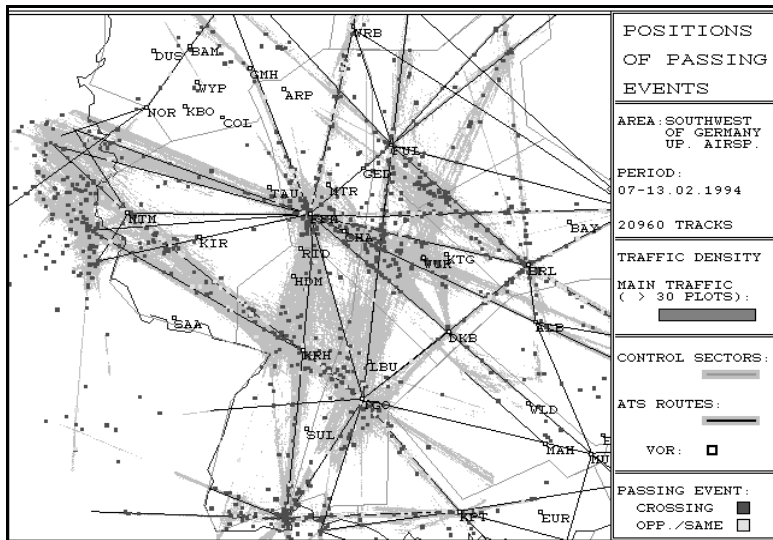 POSITIONS
OF PASSING
EVENTS
AREA: SOUTHWEST
OF GERMANY
UP. AIRSP.
PERIOD:
07-13.02.1994
20960 TRACKS
TRAFFIC DENSITY
MAIN TRAFFIC
( > 30 PLOTS):
CONTROL SECTORS:
ATS ROUTES:
VOR:
PASSING EVENT:
CROSSING
OPP./SAME
WRB
DUS
BAM
GMH
WYP
ARP
NOR
KBO
COL
FUL
GED
TAU
MTR
NTM
FFM
CHA
BAY
KIR
RID
WUR
KTG
ERL
HDM
SAA
ALB
DKB
KRH
LBU
TGO
WLD
SUL
MAH
KPT
EUR